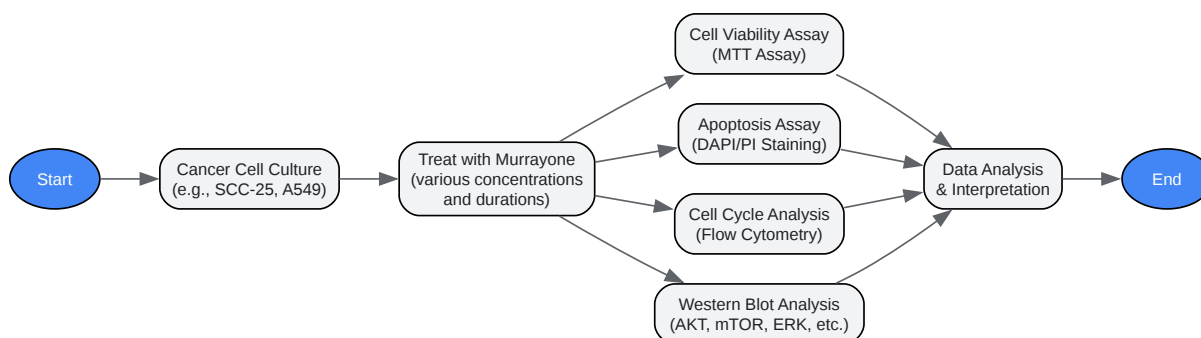 Start
Cancer Cell Culture
(e.g., SCC-25, A549)
Treat with Murrayone
(various concentrations
and durations)
Cell Viability Assay
(MTT Assay)
Apoptosis Assay
(DAPI/PI Staining)
Cell Cycle Analysis
(Flow Cytometry)
Western Blot Analysis
(AKT, mTOR, ERK, etc.)
Data Analysis
& Interpretation
End